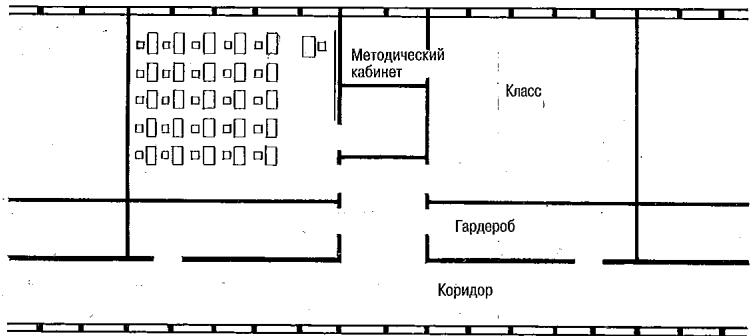 Методический
кабинет
Класс
Гардероб
Коридор